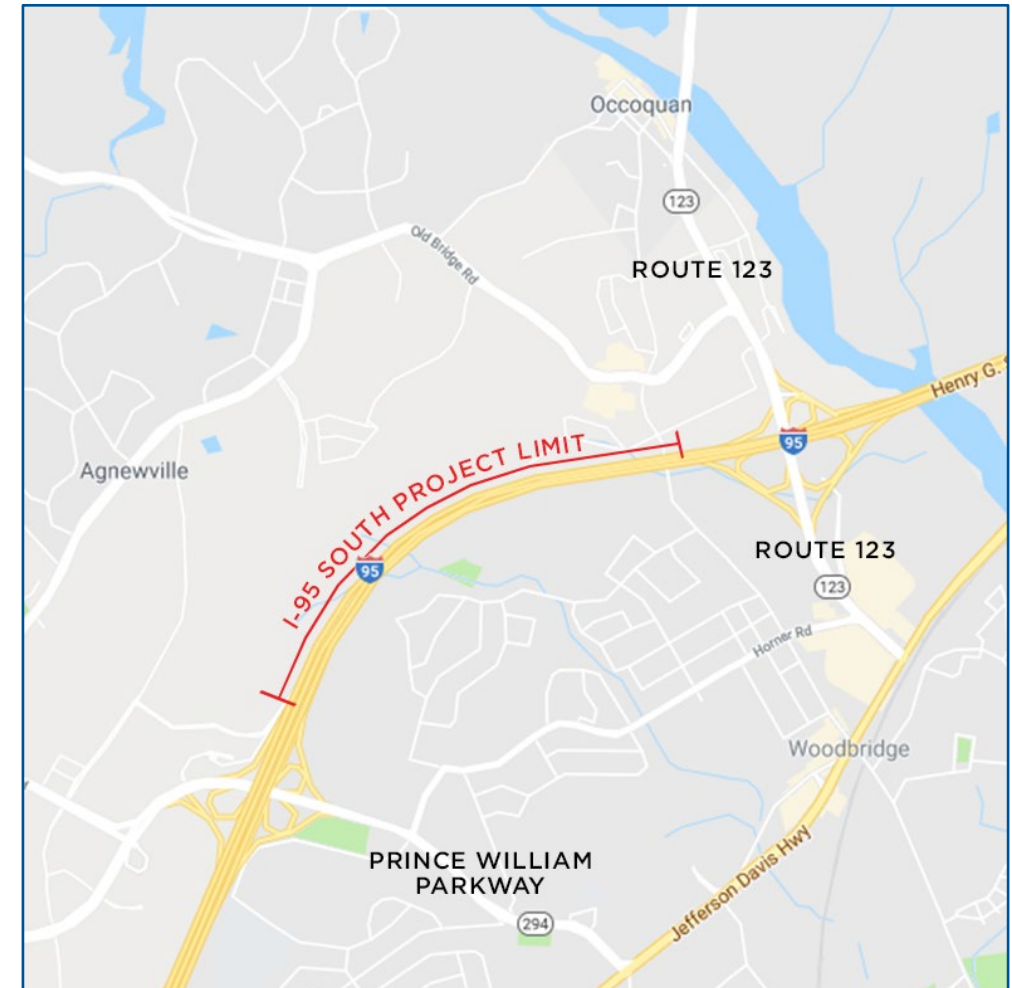 Occoquan
123
Old Bridge Rd
ROUTE 123
Henry G.
95
Agnewville
I-95 SOUTH PROJECT LIMIT
95
ROUTE 123
123
Horner Rd
Woodbridge
PRINCE WILLIAM
PARKWAY
294
Jefferson Davis Hwy